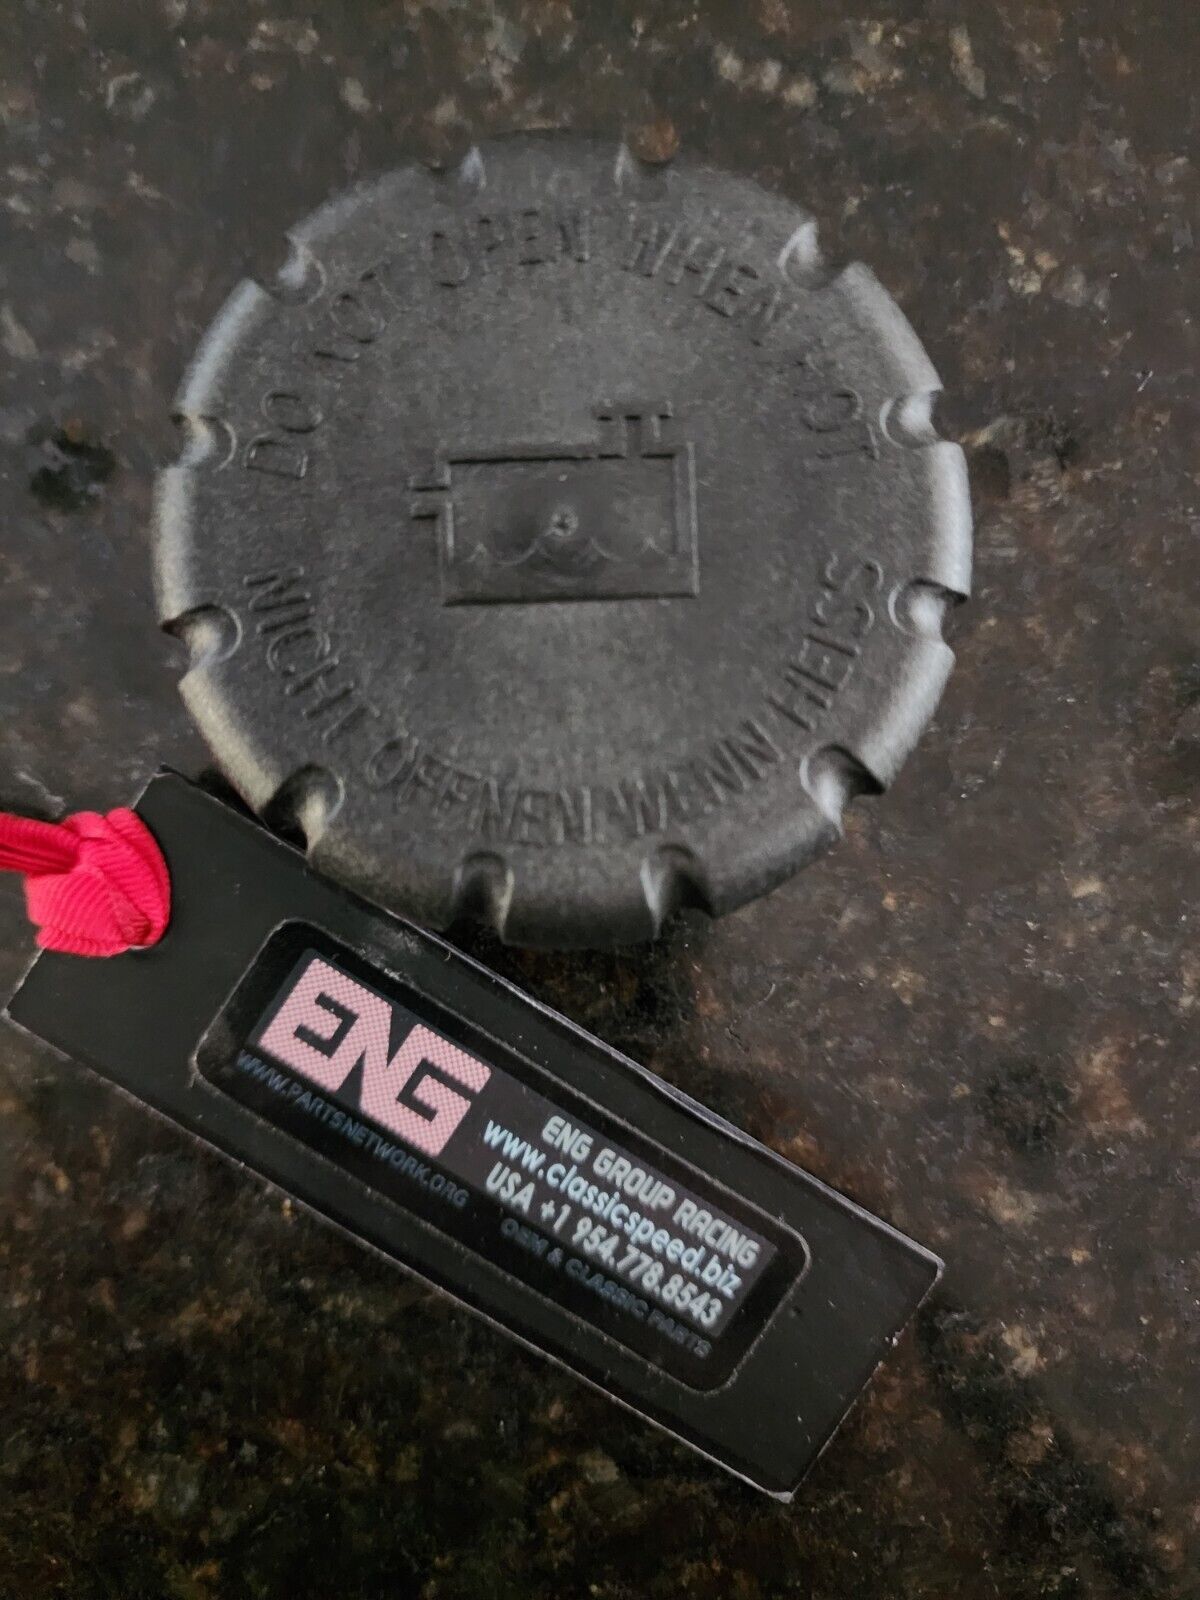 DO NOT OPEN WHEN HOT
NICHT ÖFFNEN WENN HEISS
ENG
WWW.PARTSNETWORK.ORG
ENG GROUP RACING
www.classicspeed.biz
USA +1 954.778.8543
OEM & CLASSIC PARTS